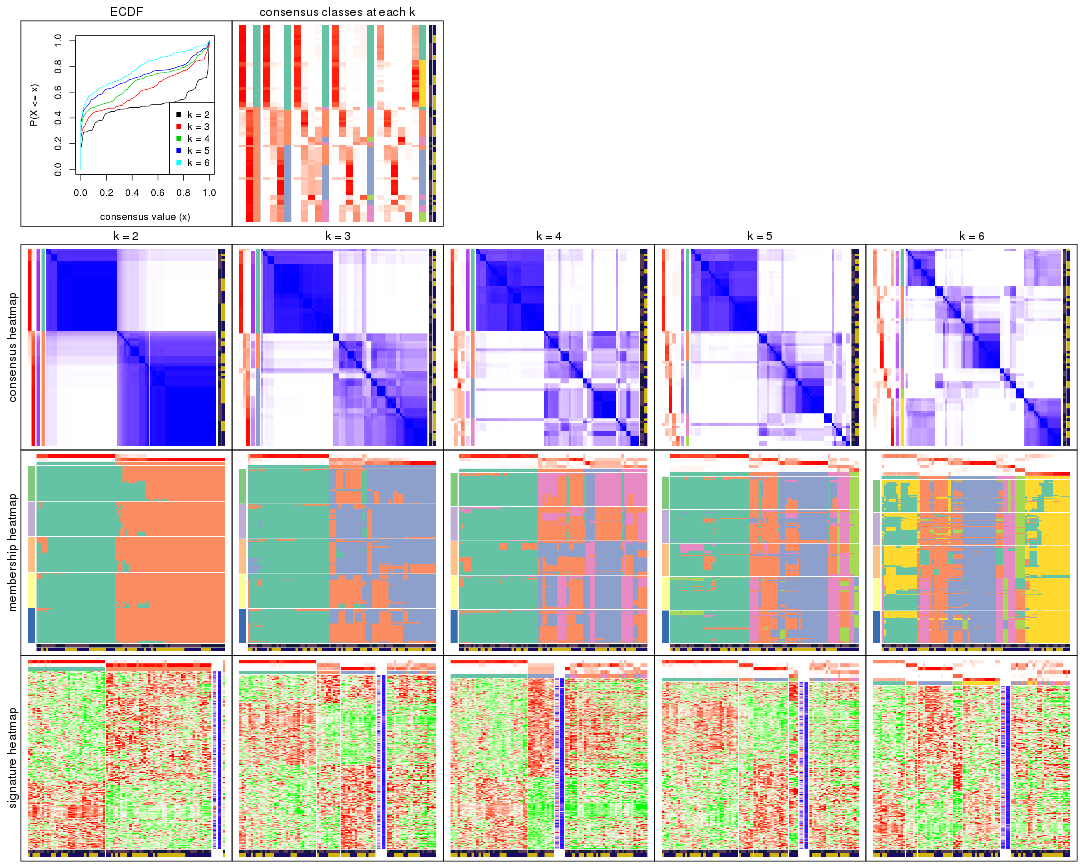 ECDF
consensus classes at each k
P(X <= x)
0.0 0.2 0.4 0.6 0.8 1.0
k = 2
k = 3
k = 4
k = 5
k = 6
0.0 0.2 0.4 0.6 0.8 1.0
consensus value (x)
k = 2
k = 3
k = 4
k = 5
k = 6
consensus heatmap
membership heatmap
signature heatmap